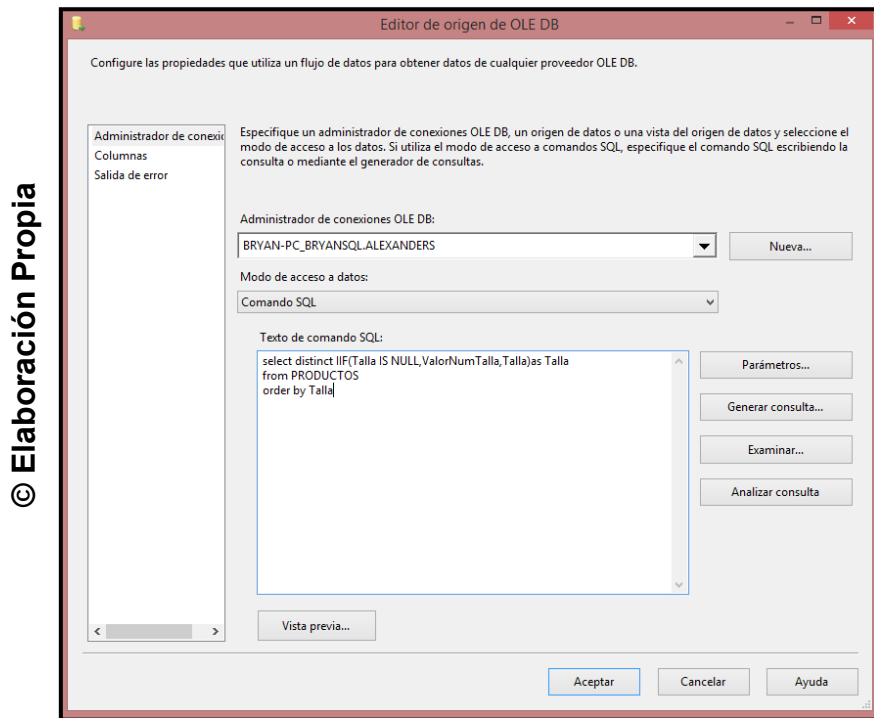 © Elaboración Propia
Editor de origen de OLE DB
Configure las propiedades que utiliza un flujo de datos para obtener datos de cualquier proveedor OLE DB.
Administrador de conexic
Columnas
Salida de error
Especifique un administrador de conexiones OLE DB, un origen de datos o una vista del origen de datos y seleccione el
modo de acceso a los datos. Si utiliza el modo de acceso a comandos SQL, especifique el comando SQL escribiendo la
consulta o mediante el generador de consultas.
Administrador de conexiones OLE DB:
BRYAN-PC_BRYANSQL.ALEXANDERS
Nueva...
Modo de acceso a datos:
Comando SQL
Texto de comando SQL:
select distinct IIF(Talla IS NULL,ValorNumTalla,Talla)as Talla
from PRODUCTOS
order by Talla
Parámetros...
Generar consulta...
Examinar...
Analizar consulta
Vista previa...
Aceptar
Cancelar
Ayuda